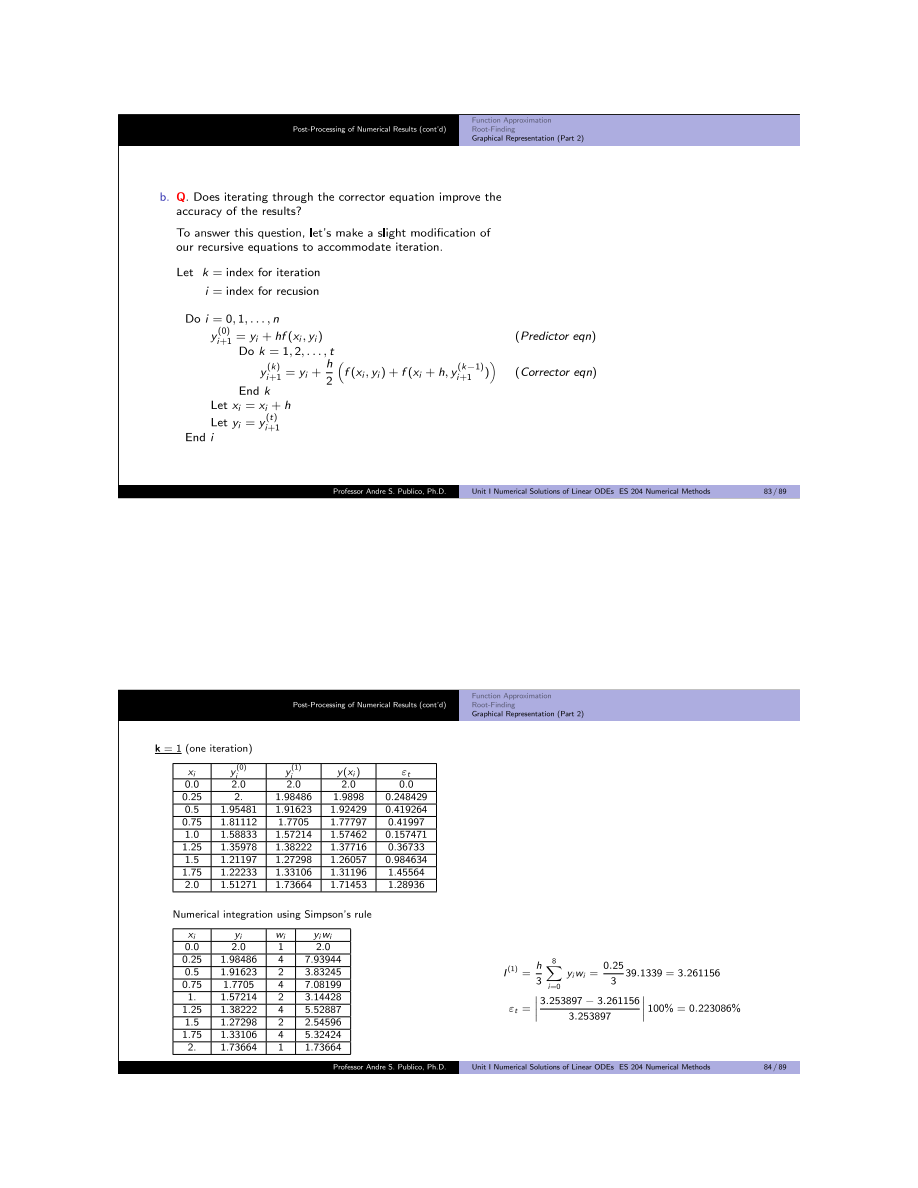 Post-Processing of Numerical Results (cont'd)
Function Approximation
Root-Finding
Graphical Representation (Part 2)
b. Q. Does iterating through the corrector equation improve the
accuracy of the results?
To answer this question, let's make a slight modification of
our recursive equations to accommodate iteration.
Let k = index for iteration
i = index for recusion
Do i = 0, 1, . . . , n
y_{i+1}^{(0)} = y_i + hf(x_i, y_i) (Predictor eqn)
Do k = 1, 2, . . . , t
y_{i+1}^{(k)} = y_i + h/2 (f(x_i, y_i) + f(x_i + h, y_{i+1}^{(k−1)})) (Corrector eqn)
End k
Let x_i = x_i + h
Let y_i = y_{i+1}^{(t)}
End i
Professor Andre S. Publico, Ph.D. Unit I Numerical Solutions of Linear ODEs ES 204 Numerical Methods 83 / 89
Post-Processing of Numerical Results (cont'd)
Function Approximation
Root-Finding
Graphical Representation (Part 2)
k = 1 (one iteration)
x_i y_i^{(0)} y_i^{(1)} y(x_i) ε_t
0.0 2.0 2.0 2.0 0.0
0.25 2. 1.98486 1.9898 0.248429
0.5 1.95481 1.91623 1.92429 0.419264
0.75 1.81112 1.7705 1.77797 0.41997
1.0 1.58833 1.57214 1.57462 0.157471
1.25 1.35978 1.38222 1.37716 0.36733
1.5 1.21197 1.27298 1.26057 0.984634
1.75 1.22233 1.33106 1.31196 1.45564
2.0 1.51271 1.73664 1.71453 1.28936
Numerical integration using Simpson's rule
x_i y_i w_i y_i w_i
0.0 2.0 1 2.0
0.25 1.98486 4 7.93944
0.5 1.91623 2 3.83245
0.75 1.7705 4 7.08199
1. 1.57214 2 3.14428
1.25 1.38222 4 5.52887
1.5 1.27298 2 2.54596
1.75 1.33106 4 5.32424
2. 1.73664 1 1.73664
I^{(1)} = h/3 ∑_{i=0}^{8} y_i w_i = 0.25/3 39.1339 = 3.261156
ε_t = |3.253897 − 3.261156 / 3.253897| 100% = 0.223086%
Professor Andre S. Publico, Ph.D. Unit I Numerical Solutions of Linear ODEs ES 204 Numerical Methods 84 / 89